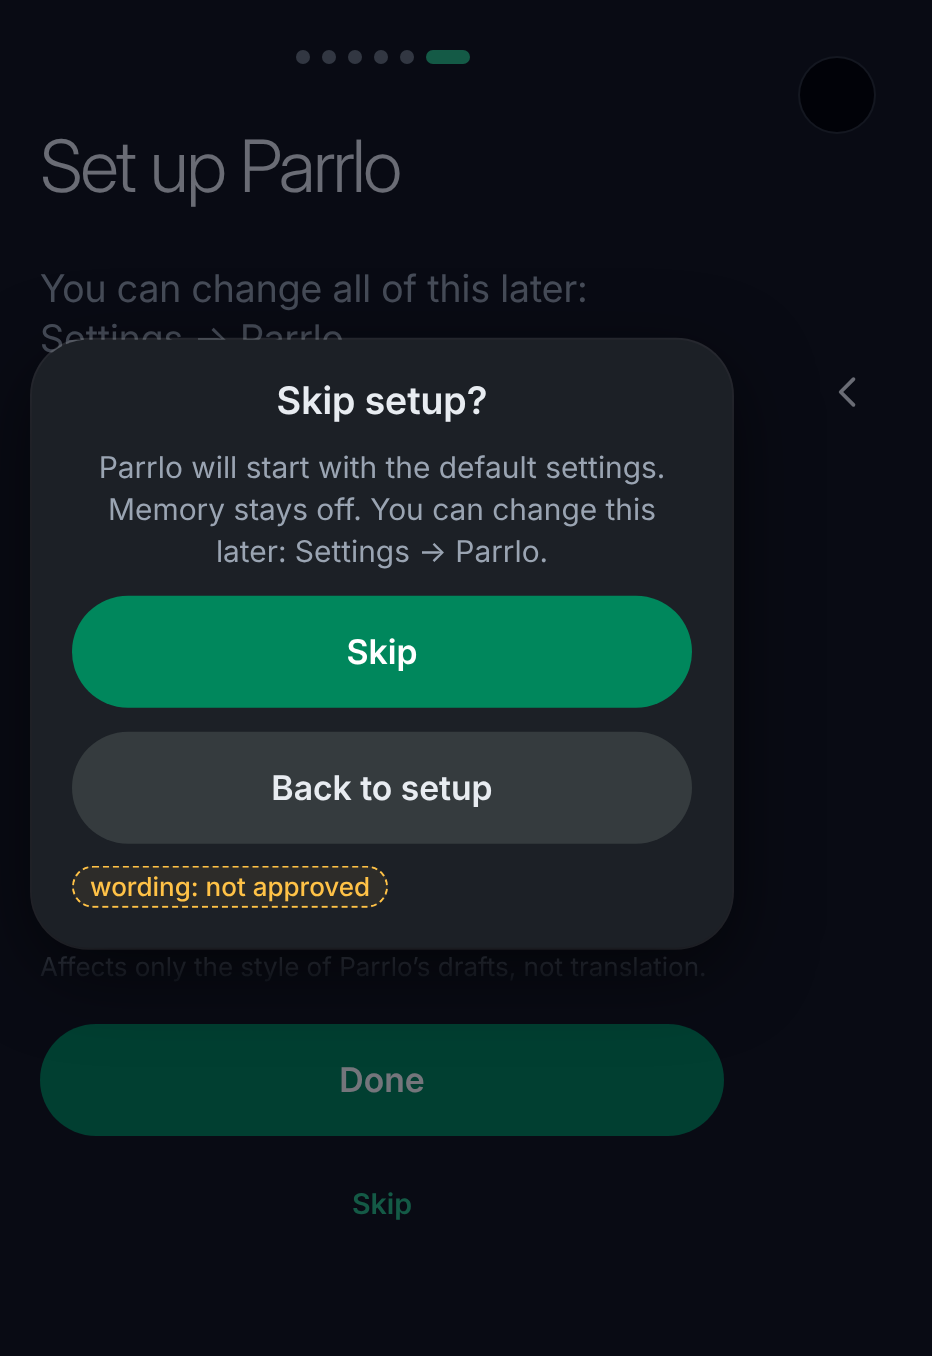 Set up Parrlo
You can change all of this later:
Settings → Parrlo
Skip setup?
Parrlo will start with the default settings.
Memory stays off. You can change this
later: Settings → Parrlo.
Skip
Back to setup
wording: not approved
Affects only the style of Parrlo’s drafts, not translation.
Done
Skip